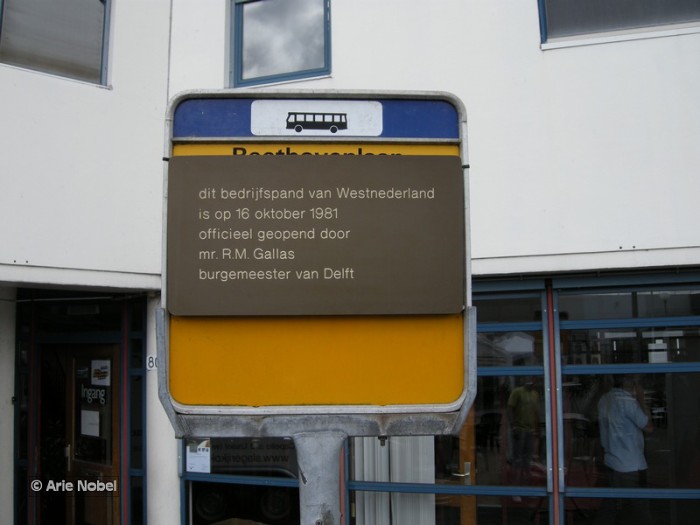 Beethovenlaan
dit bedrijfspand van Westnederland
is op 16 oktober 1981
officieel geopend door
mr. R.M. Gallas
burgemeester van Delft
80
Ingang
© Arie Nobel